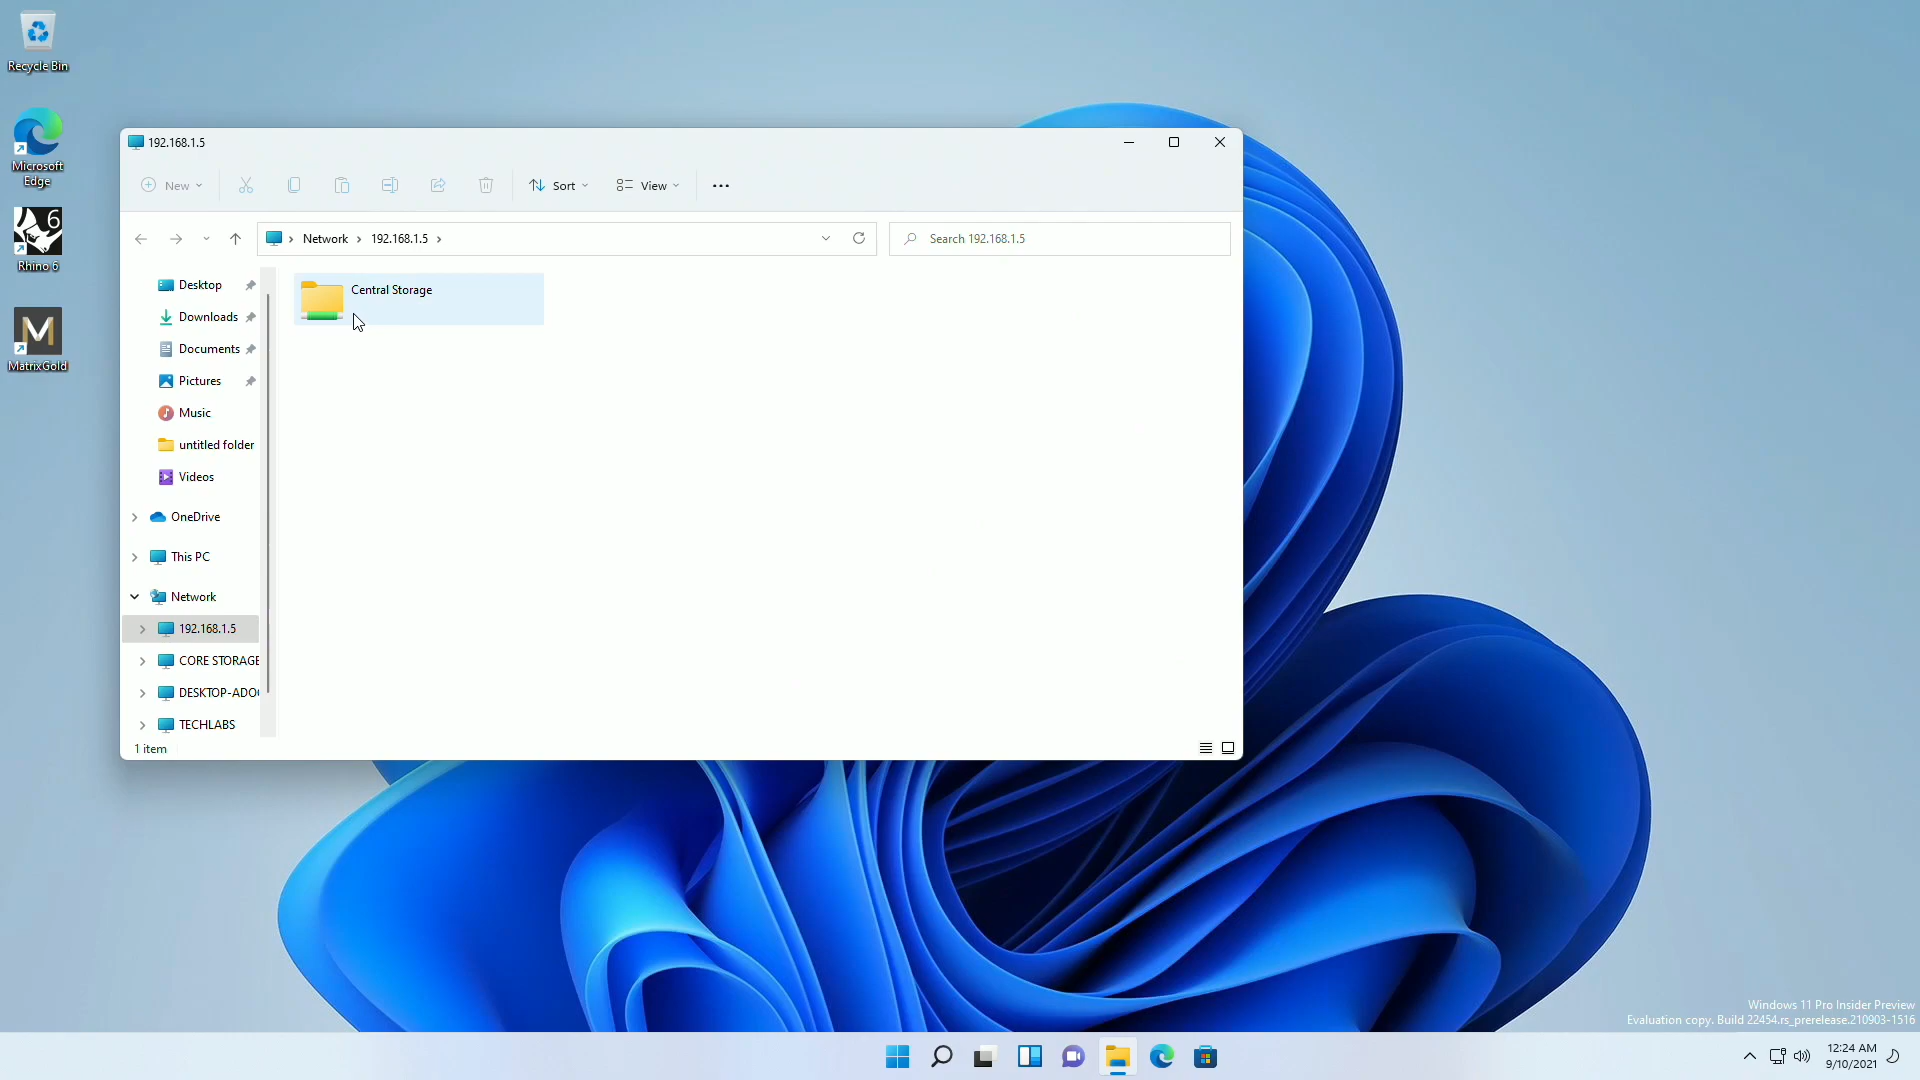 Recycle Bin
Microsoft
Edge
6
Rhino 6
M
MatrixGold
192.168.1.5
New
Sort
View
Network
192.168.1.5
Search 192.168.1.5
Desktop
Downloads
Documents
Pictures
Music
untitled folder
Videos
OneDrive
This PC
Network
192.168.1.5
CORE STORAGE
DESKTOP-ADO
TECHLABS
Central Storage
1 item
Windows 11 Pro Insider Preview
Evaluation copy. Build 22454.rs_prerelease.210903-1516
12:24 AM
9/10/2021